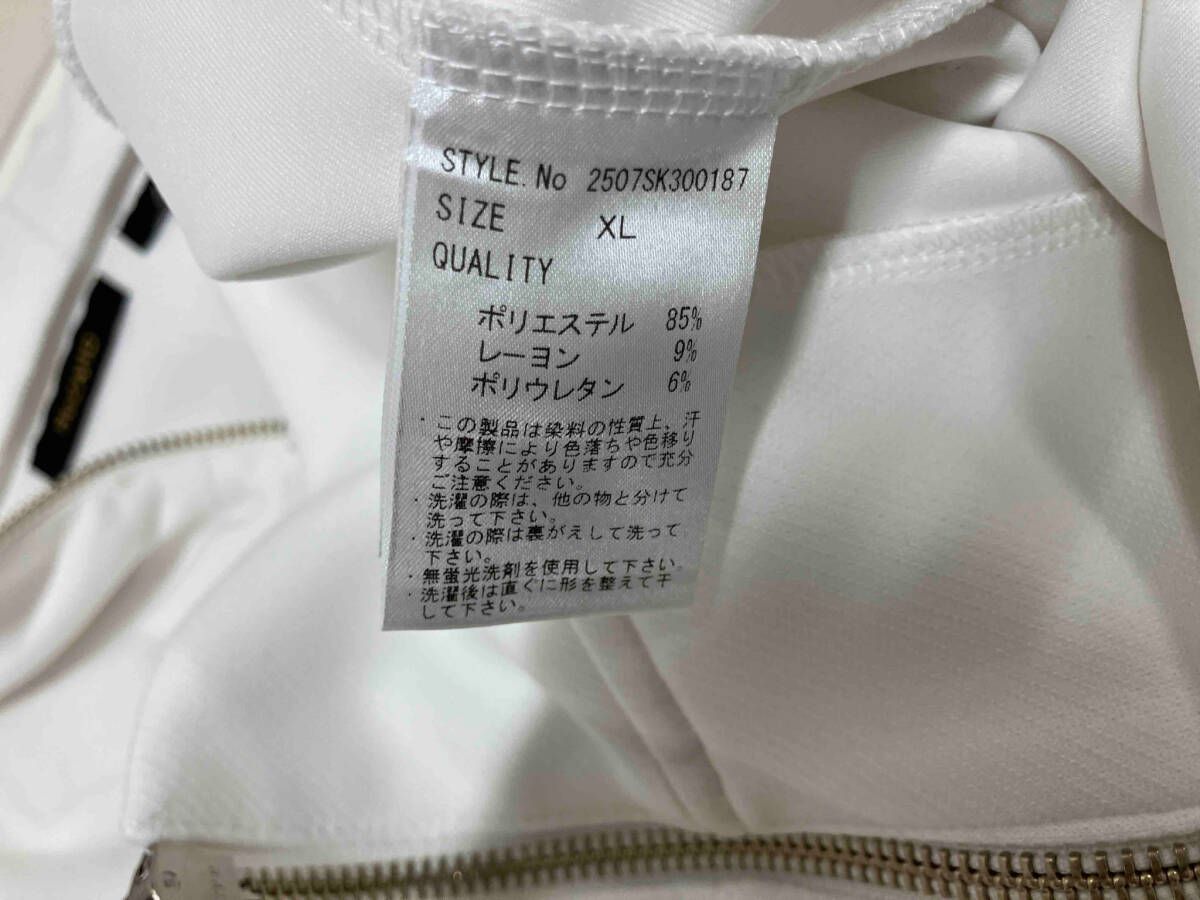 STYLE.No 2507SK300187
SIZE XL
QUALITY
ポリエステル 85%
レーヨン 9%
ポリウレタン 6%
・この製品は染料の性質上、汗
や摩擦により色落ちや色移り
することがありますので充分
ご注意ください。
・洗濯の際は、他の物と分けて
洗って下さい。
・洗濯の際は裏がえして洗って
下さい。
・無蛍光洗剤を使用して下さい。
・洗濯後は直ぐに形を整えて干
して下さい。